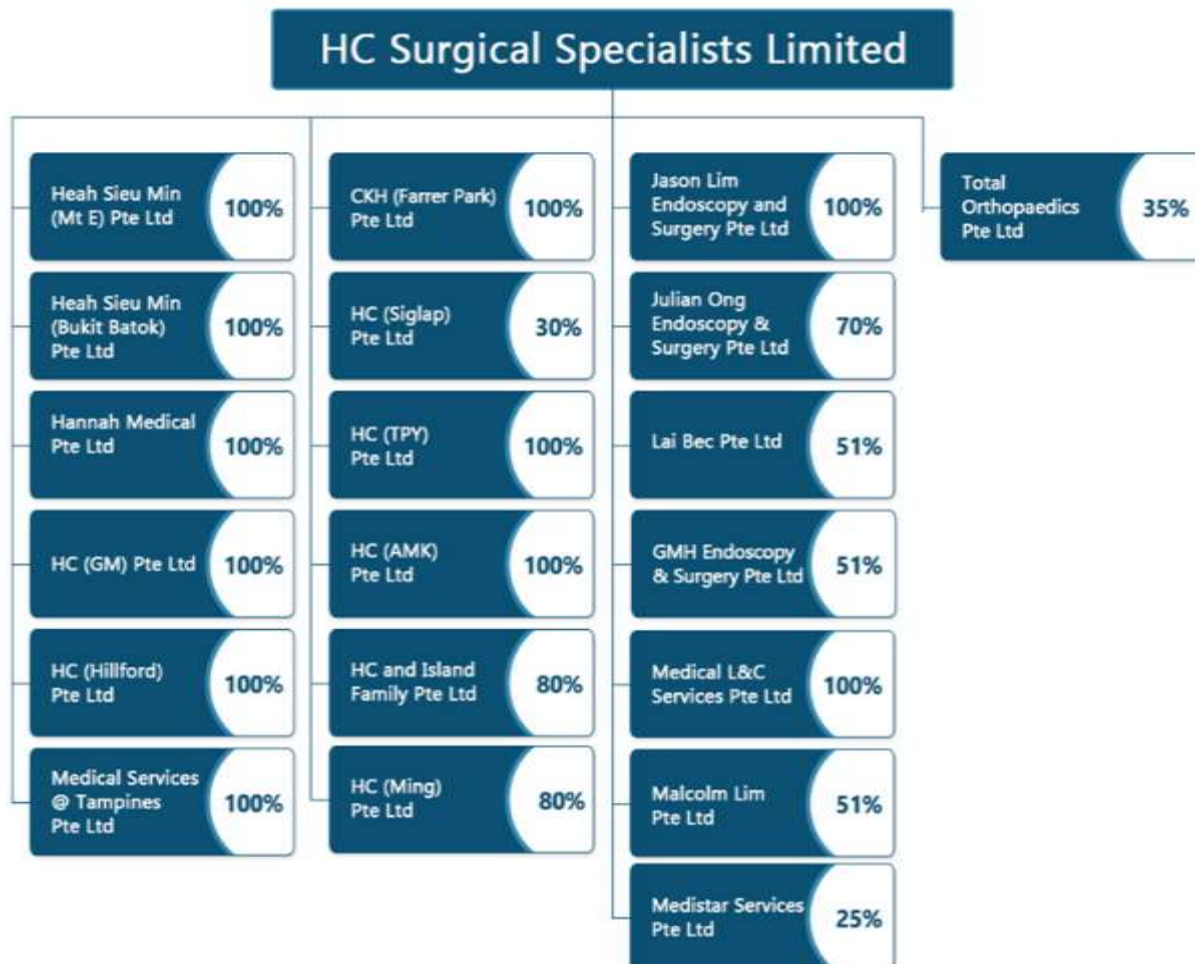 HC Surgical Specialists Limited
Heah Sieu Min
(Mt E) Pte Ltd
100%
Heah Sieu Min
(Bukit Batok)
Pte Ltd
100%
Hannah Medical
Pte Ltd
100%
HC (GM) Pte Ltd
100%
HC (Hillford)
Pte Ltd
100%
Medical Services
@ Tampines
Pte Ltd
100%
CKH (Farrer Park)
Pte Ltd
100%
HC (Siglap)
Pte Ltd
30%
HC (TPY)
Pte Ltd
100%
HC (AMK)
Pte Ltd
100%
HC and Island
Family Pte Ltd
80%
HC (Ming)
Pte Ltd
80%
Jason Lim
Endoscopy and
Surgery Pte Ltd
100%
Julian Ong
Endoscopy &
Surgery Pte Ltd
70%
Lai Bec Pte Ltd
51%
GMH Endoscopy
& Surgery Pte Ltd
51%
Medical L&C
Services Pte Ltd
100%
Malcolm Lim
Pte Ltd
51%
Medistar Services
Pte Ltd
25%
Total
Orthopaedics
Pte Ltd
35%